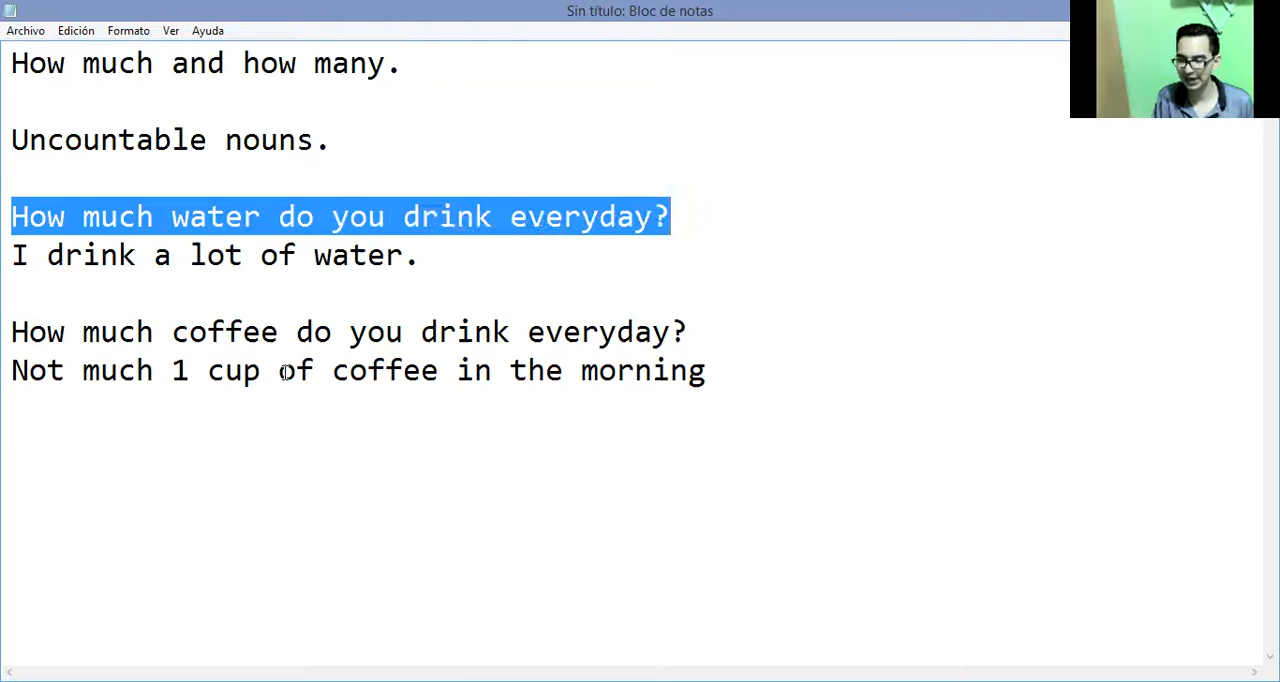 Sin título: Bloc de notas
Archivo Edición Formato Ver Ayuda
How much and how many.
Uncountable nouns.
How much water do you drink everyday?
I drink a lot of water.
How much coffee do you drink everyday?
Not much 1 cup of coffee in the morning